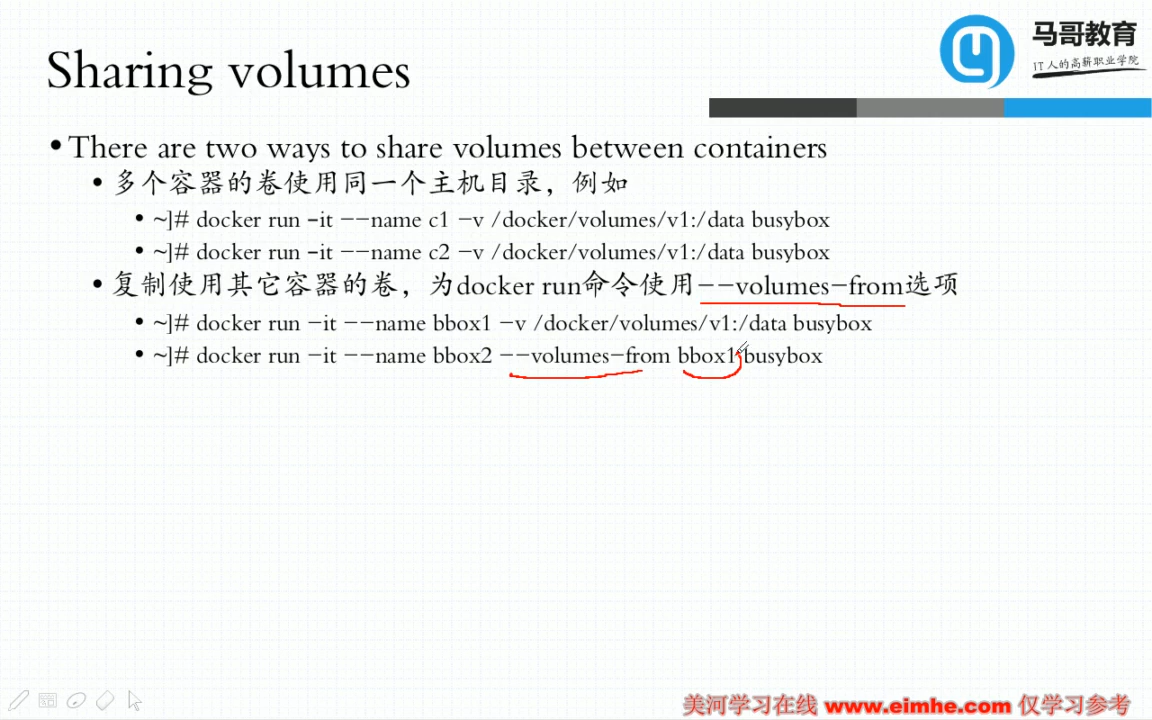 Sharing volumes
马哥教育
IT人的高薪职业学院
•There are two ways to share volumes between containers
• 多个容器的卷使用同一个主机目录，例如
• ~]# docker run -it --name c1 -v /docker/volumes/v1:/data busybox
• ~]# docker run -it --name c2 -v /docker/volumes/v1:/data busybox
• 复制使用其它容器的卷，为docker run命令使用--volumes-from选项
• ~]# docker run -it --name bbox1 -v /docker/volumes/v1:/data busybox
• ~]# docker run -it --name bbox2 --volumes-from bbox1 busybox
美河学习在线 www.eimhe.com 仅学习参考